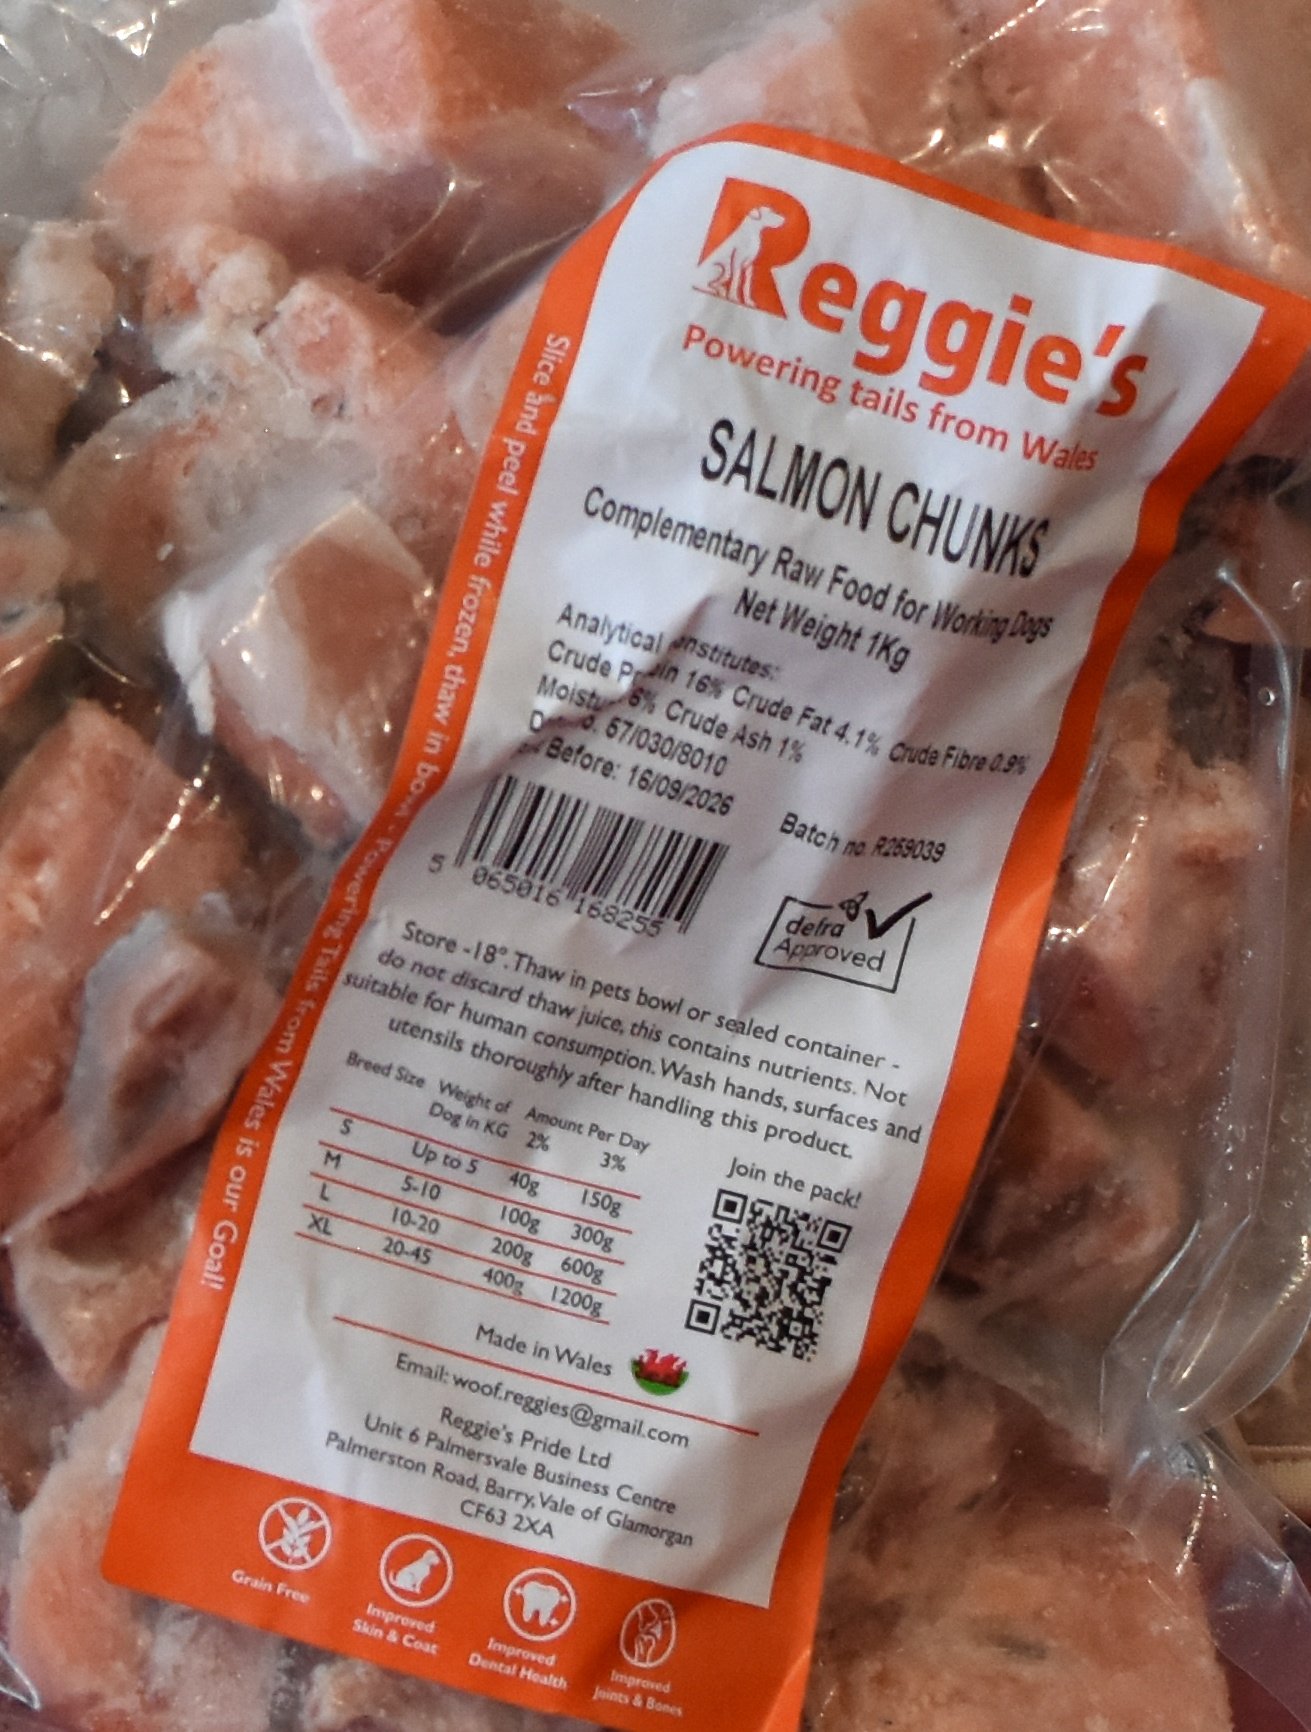 Reggie's
Powering tails from Wales
SALMON CHUNKS
Complementary Raw Food for Working Dogs
Net Weight 1Kg
Analytical
Crude 16% Crude Fat 4.1% Crude Fibre 0.9%
6% Crude Ash 1%
57/030/8010
Before: 16/09/2026
Batch no. R259039
5 065016 168255
defra
Approved
Store -18°. Thaw in pets bowl or sealed container -
do not discard thaw juice, this contains nutrients. Not
suitable for human consumption. Wash hands, surfaces and
utensils thoroughly after handling this product.
Breed Size Weight of Amount Per Day
Dog in KG 2% 3%
S Up to 5 40g 150g
M 5-10 100g 300g
L 10-20 200g 600g
XL 20-45 400g 1200g
Join the pack!
Made in Wales
Email: woof.reggies@gmail.com
Reggie's Pride Ltd
Unit 6 Palmersvale Business Centre
Palmerston Road, Barry, Vale of Glamorgan
CF63 2XA
Grain Free
Improved
Skin & Coat
Improved
Dental Health
Improved
Joints & Bones
Slice and peel while frozen, thaw in bowl - Powering Tails from Wales is our Goal!